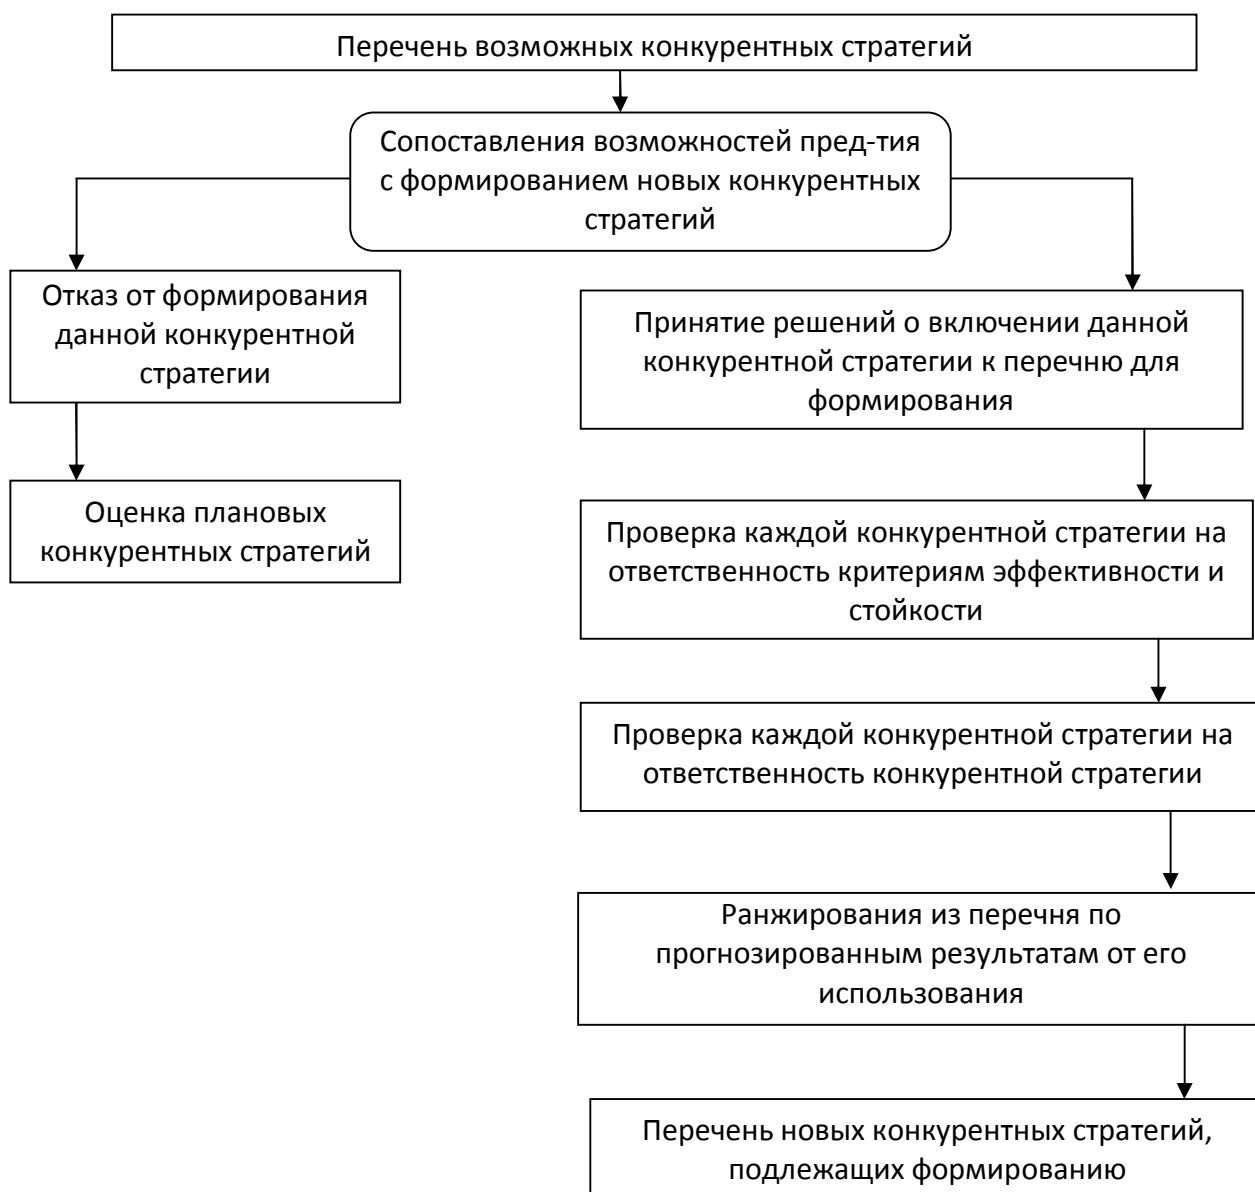 Перечень возможных конкурентных стратегий
Сопоставления возможностей пред-тия
с формированием новых конкурентных
стратегий
Отказ от формирования
данной конкурентной
стратегии
Оценка плановых
конкурентных стратегий
Принятие решений о включении данной
конкурентной стратегии к перечню для
формирования
Проверка каждой конкурентной стратегии на
ответственность критериям эффективности и
стойкости
Проверка каждой конкурентной стратегии на
ответственность конкурентной стратегии
Ранжирования из перечня по
прогнозированным результатам от его
использования
Перечень новых конкурентных стратегий,
подлежащих формированию